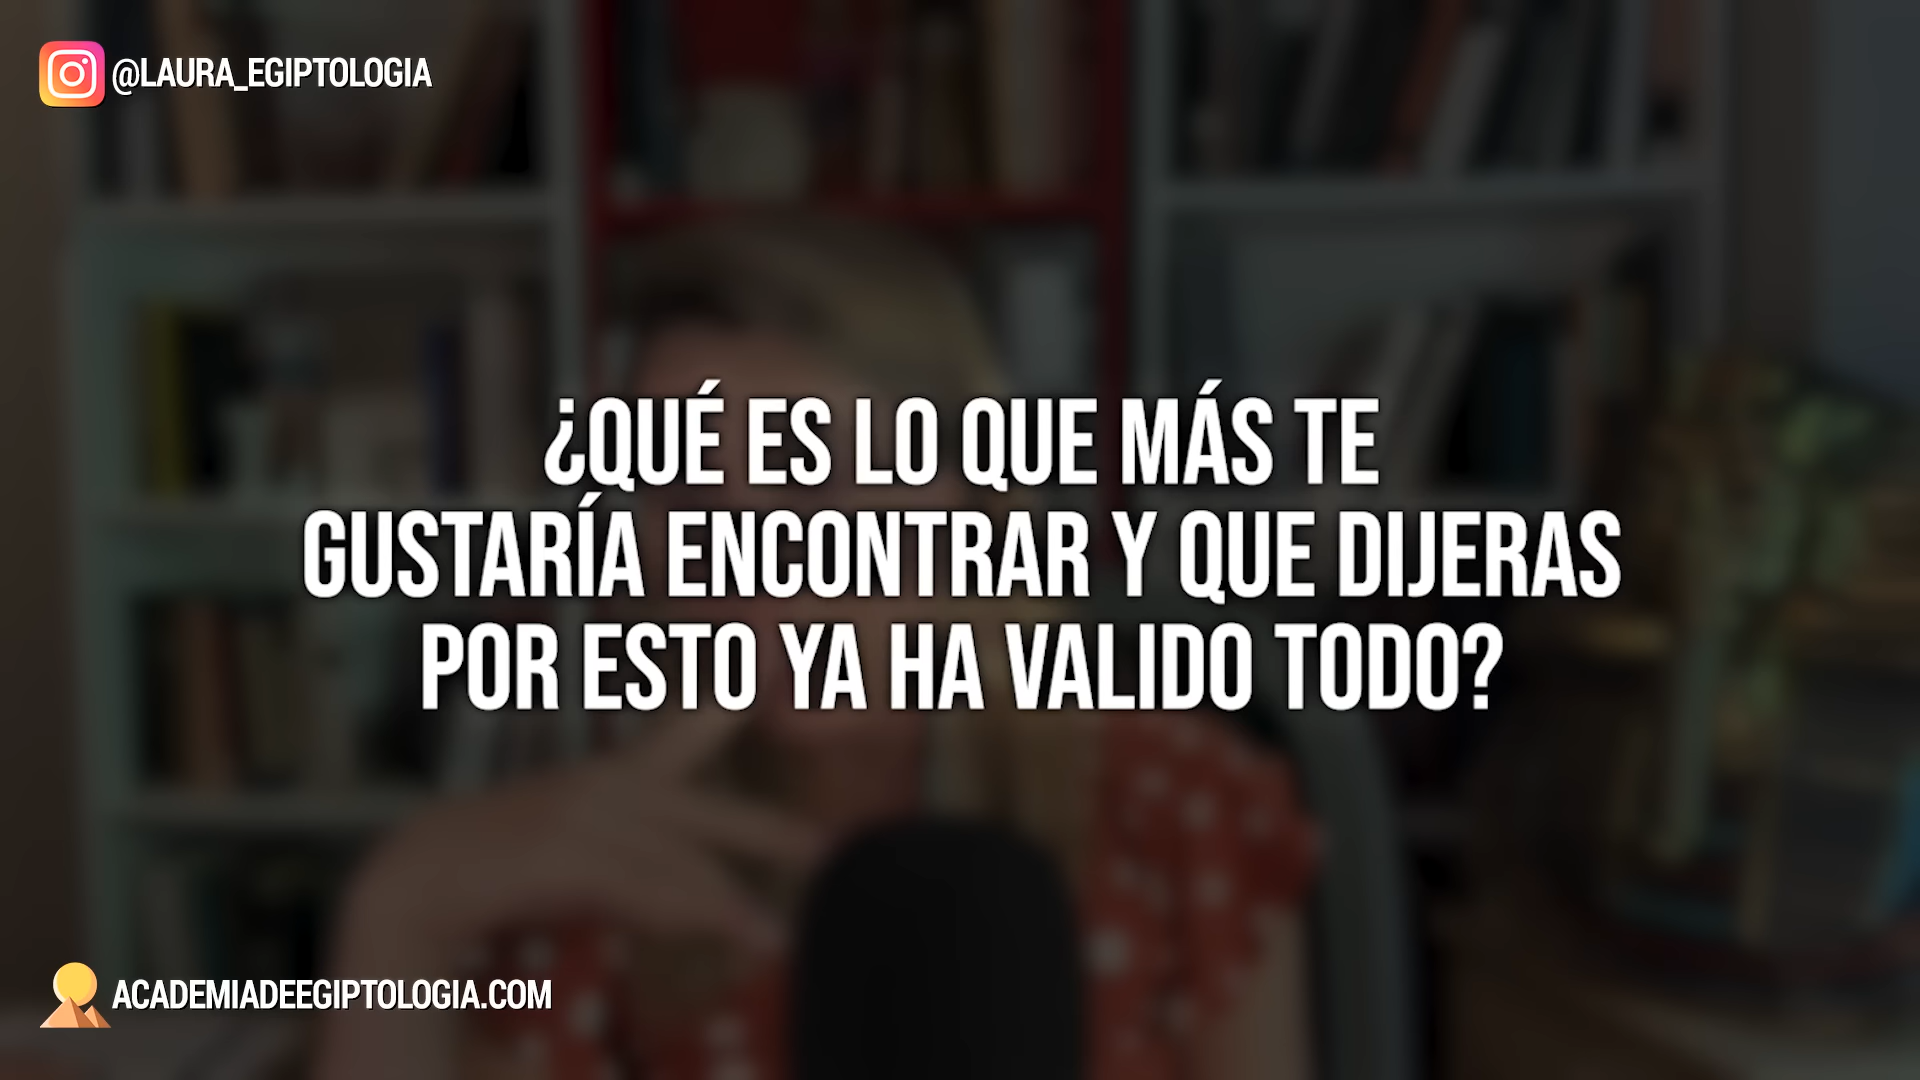 @LAURA_EGIPTOLOGIA
¿QUÉ ES LO QUE MÁS TE
GUSTARÍA ENCONTRAR Y QUE DIJERAS
POR ESTO YA HA VALIDO TODO?
ACADEMIADEEGIPTOLOGIA.COM